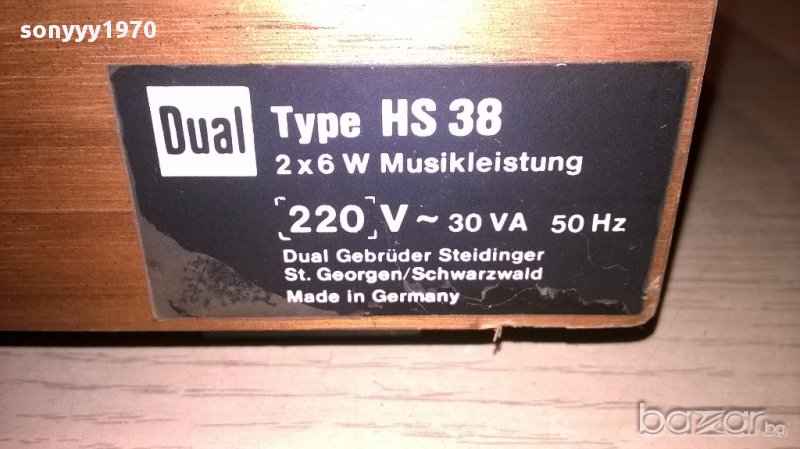 sonyyy1970
Dual Type HS 38
2 x 6 W Musikleistung
[220] V ~ 30 VA 50 Hz
Dual Gebrüder Steidinger
St. Georgen/Schwarzwald
Made in Germany
bazar.bg